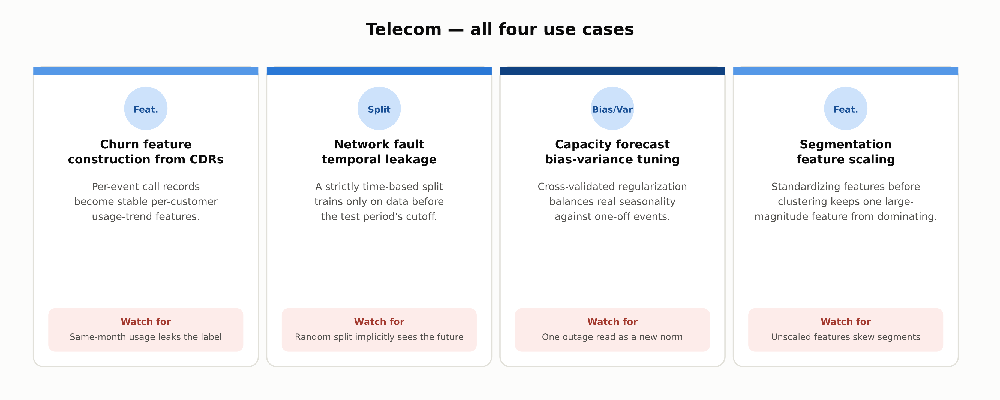 Telecom — all four use cases
Feat.
Churn feature
construction from CDRs
Per-event call records
become stable per-customer
usage-trend features.
Watch for
Same-month usage leaks the label
Split
Network fault
temporal leakage
A strictly time-based split
trains only on data before
the test period's cutoff.
Watch for
Random split implicitly sees the future
Bias/Var
Capacity forecast
bias-variance tuning
Cross-validated regularization
balances real seasonality
against one-off events.
Watch for
One outage read as a new norm
Feat.
Segmentation
feature scaling
Standardizing features before
clustering keeps one large-
magnitude feature from dominating.
Watch for
Unscaled features skew segments